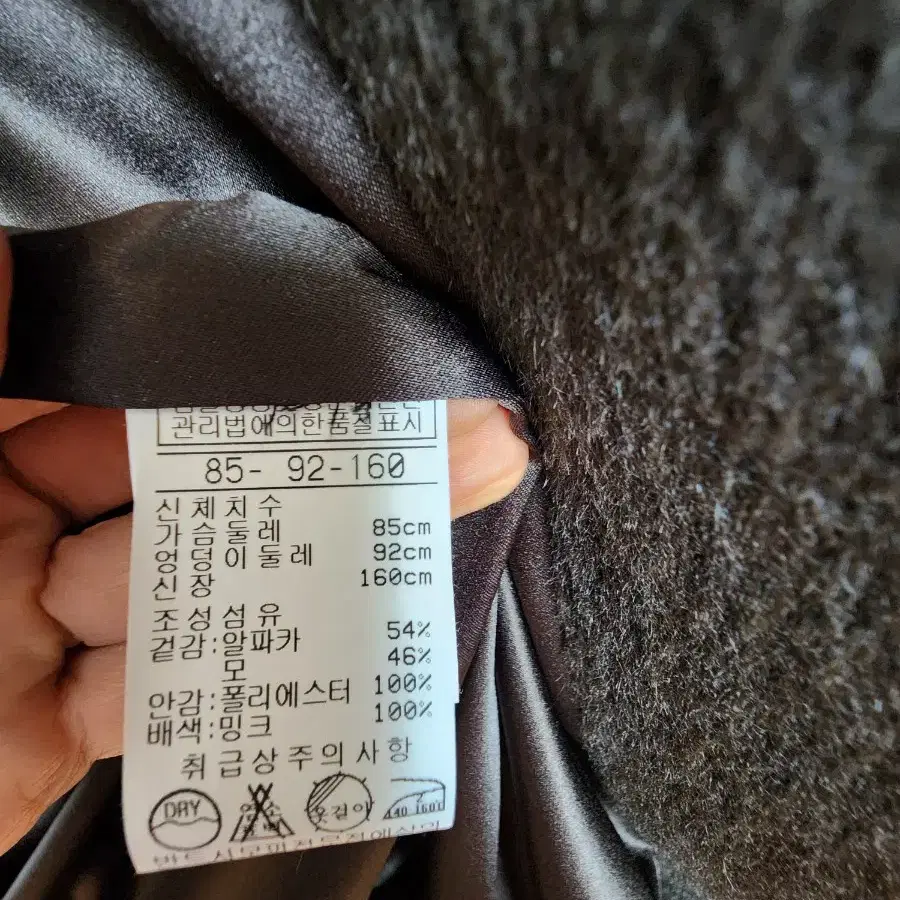 관리법에의한품질표시
85- 92-160
신체치수
가슴둘레 85cm
엉덩이둘레 92cm
신장 160cm
조성섬유
겉감:알파카 54%
모 46%
안감:폴리에스터 100%
배색:밍크 100%
취급상주의사항
DRY 옷걸이